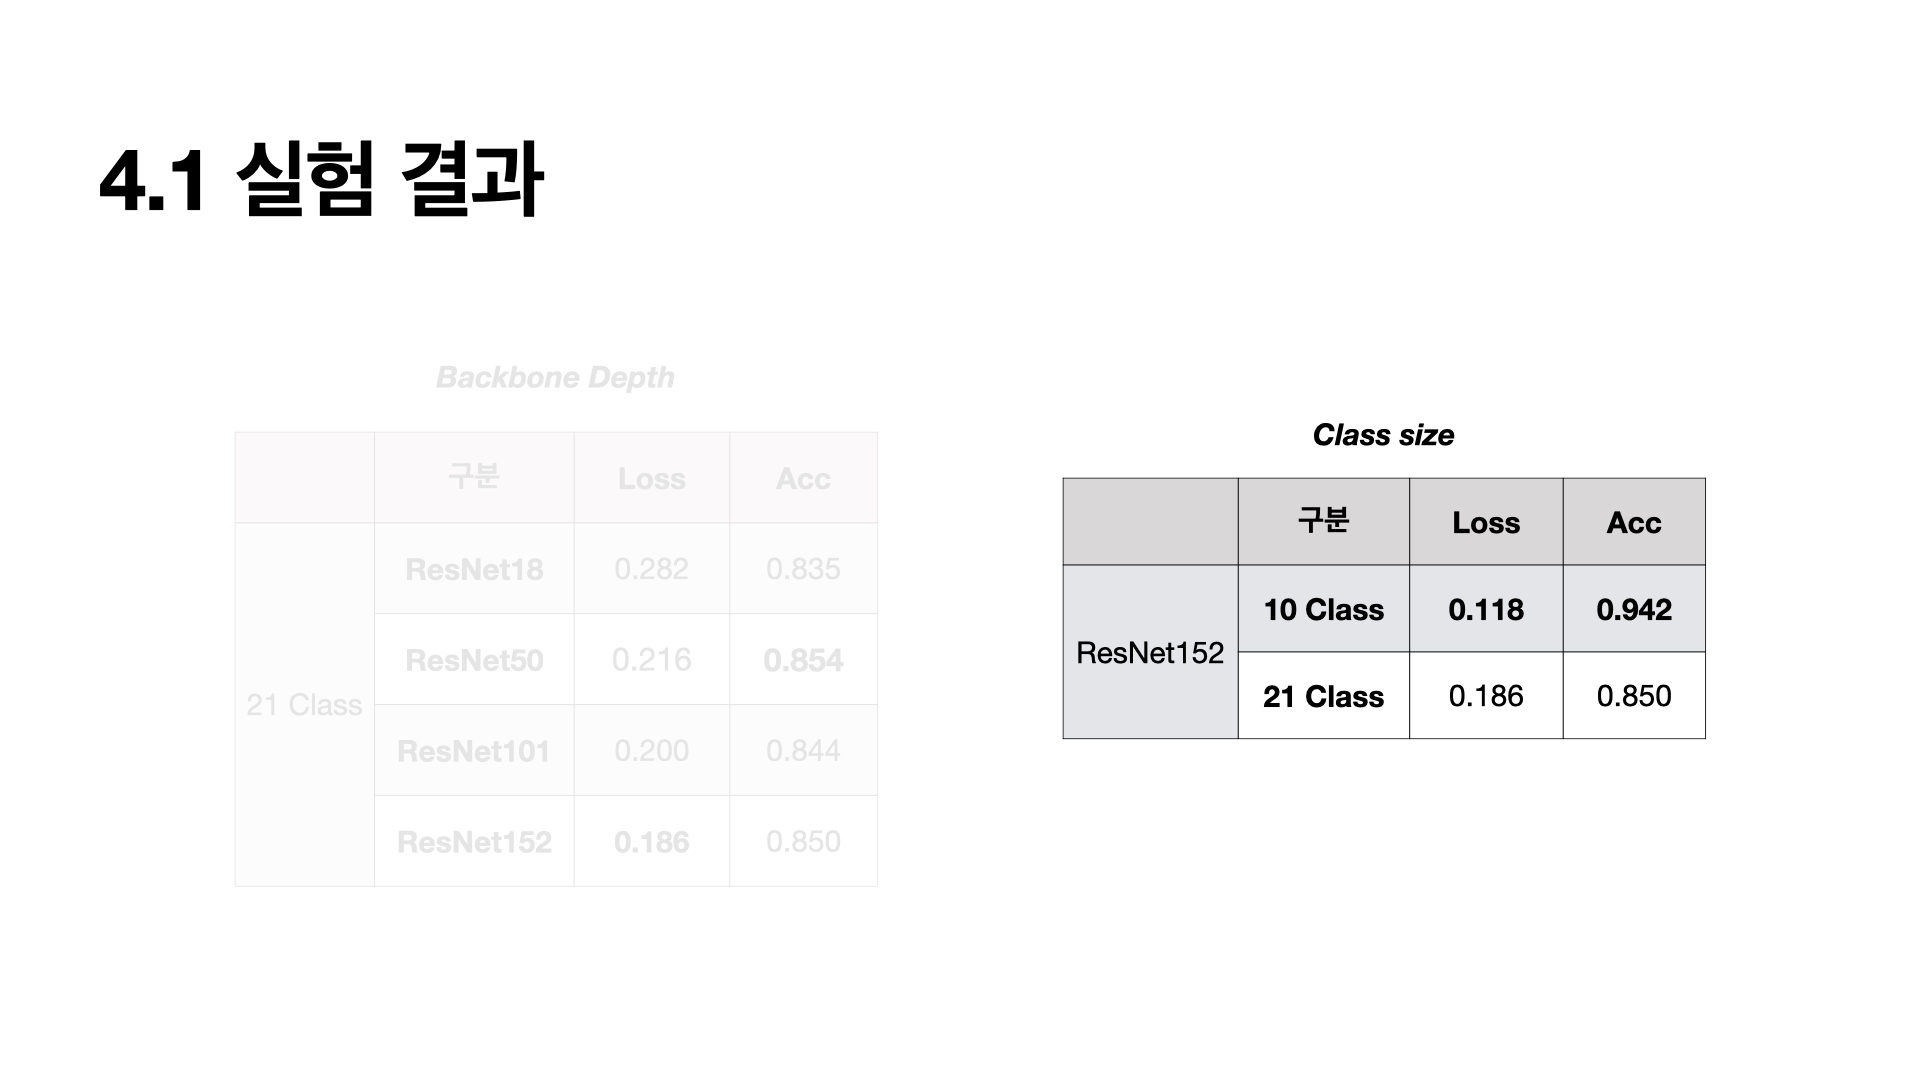 4.1 실험 결과
Backbone Depth
구분 Loss Acc
21 Class
ResNet18 0.282 0.835
ResNet50 0.216 0.854
ResNet101 0.200 0.844
ResNet152 0.186 0.850
Class size
구분 Loss Acc
ResNet152
10 Class 0.118 0.942
21 Class 0.186 0.850